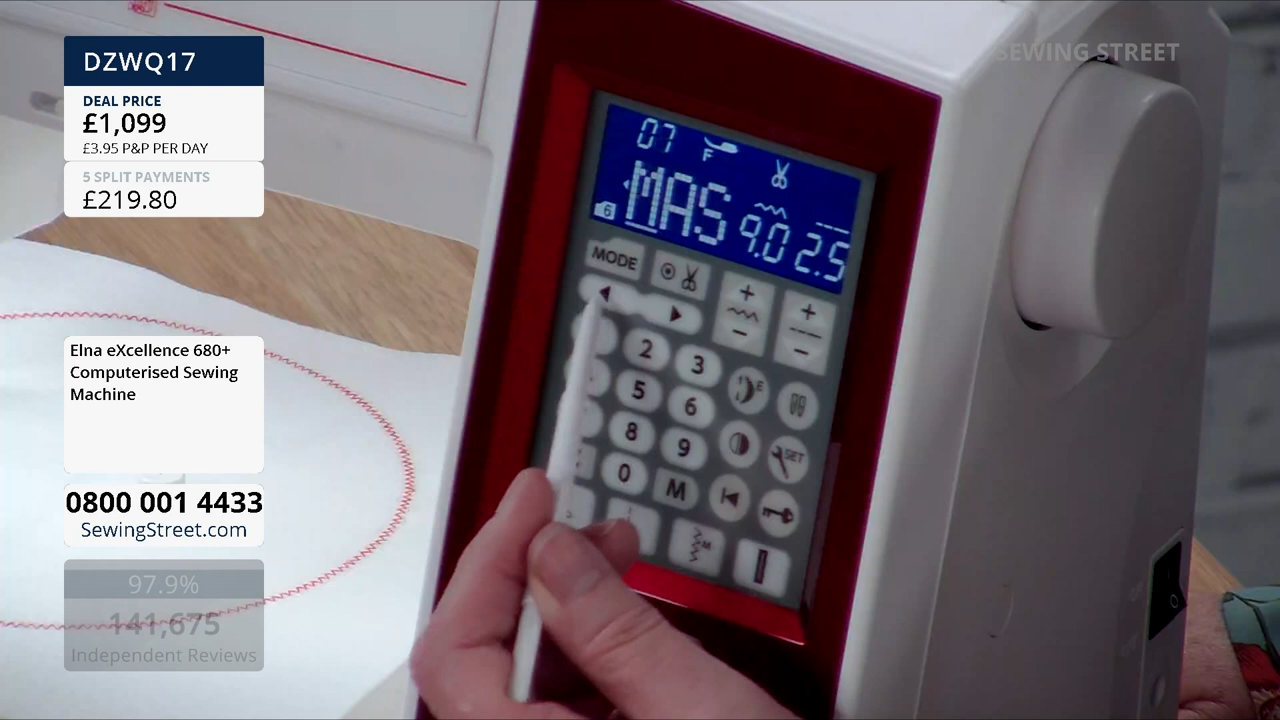 SEWING STREET
DZWQ17
DEAL PRICE
£1,099
£3.95 P&P PER DAY
5 SPLIT PAYMENTS
£219.80
Elna eXcellence 680+
Computerised Sewing
Machine
0800 001 4433
SewingStreet.com
97.9%
141,675
Independent Reviews
07 F
MAS 9.0 2.5
6
MODE
+ +
- -
2 3
E
5 6
8 9
SET
0 M
M